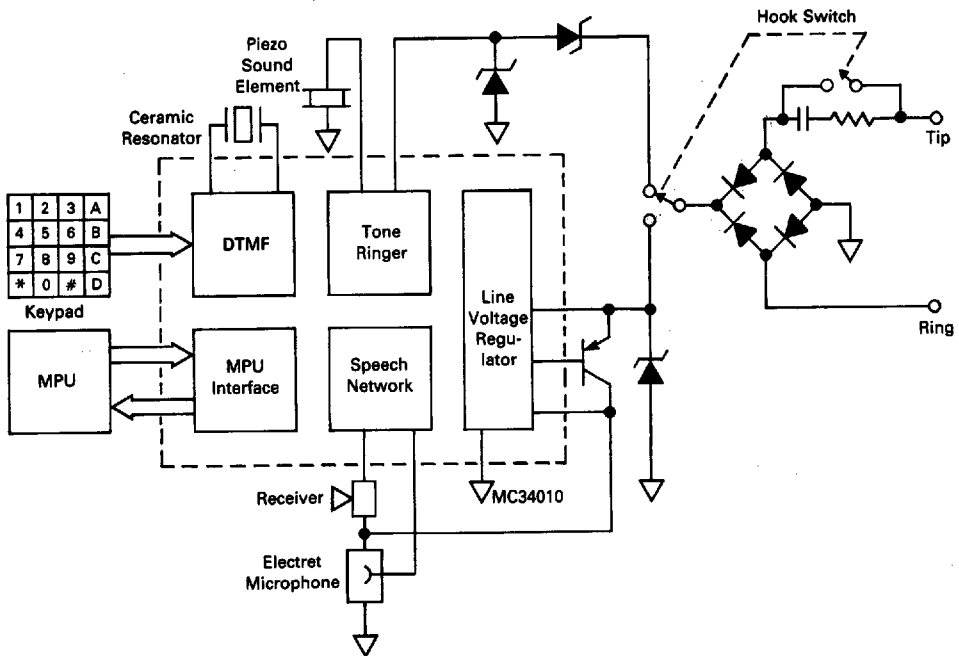 Hook Switch
Piezo
Sound
Element
Ceramic
Resonator
Tip
1 2 3 A
4 5 6 B
7 8 9 C
* 0 # D
Keypad
DTMF
Tone
Ringer
Line
Voltage
Regu-
lator
Ring
MPU
MPU
Interface
Speech
Network
Receiver
MC34010
Electret
Microphone